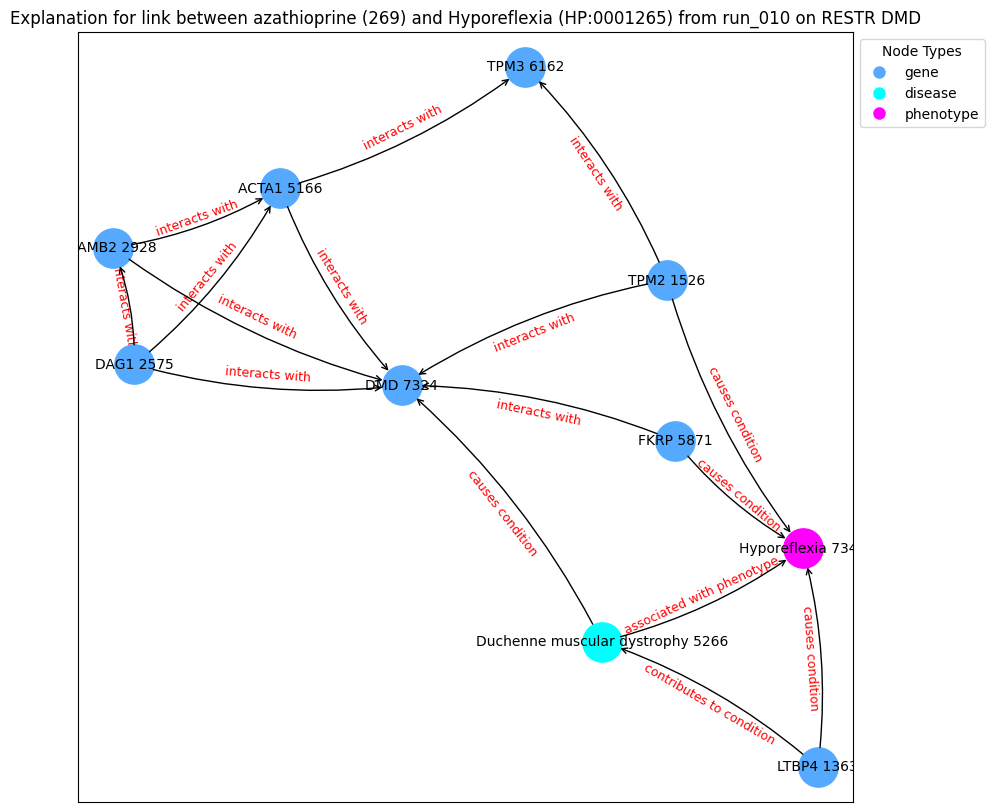 Explanation for link between azathioprine (269) and Hyporeflexia (HP:0001265) from run_010 on RESTR DMD
Node Types
gene
disease
phenotype
TPM3 6162
interacts with
interacts with
ACTA1 5166
interacts with
AMB2 2928
interacts with
interacts with
TPM2 1526
interacts with
interacts with
interacts with
DAG1 2575
interacts with
DMD 7324
interacts with
causes condition
FKRP 5871
causes condition
causes condition
Hyporeflexia 734
associated with phenotype
Duchenne muscular dystrophy 5266
causes condition
contributes to condition
LTBP4 1363